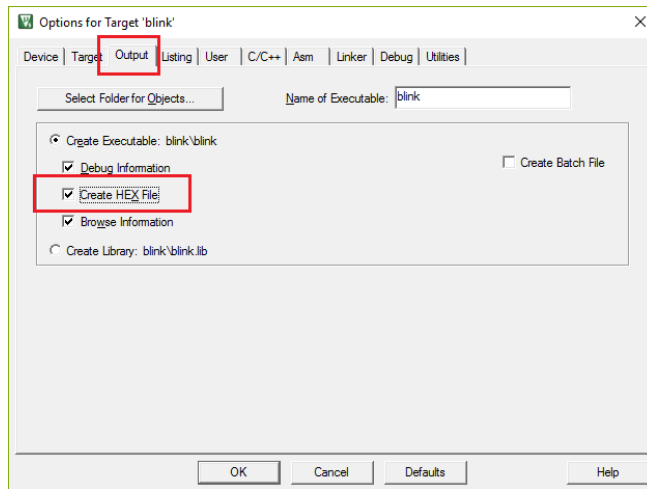 Options for Target 'blink'
Device Target Output Listing User C/C++ Asm Linker Debug Utilities
Select Folder for Objects... Name of Executable: blink
Create Executable: blink\blink
Debug Information Create Batch File
Create HEX File
Browse Information
Create Library: blink\blink.lib
OK Cancel Defaults Help